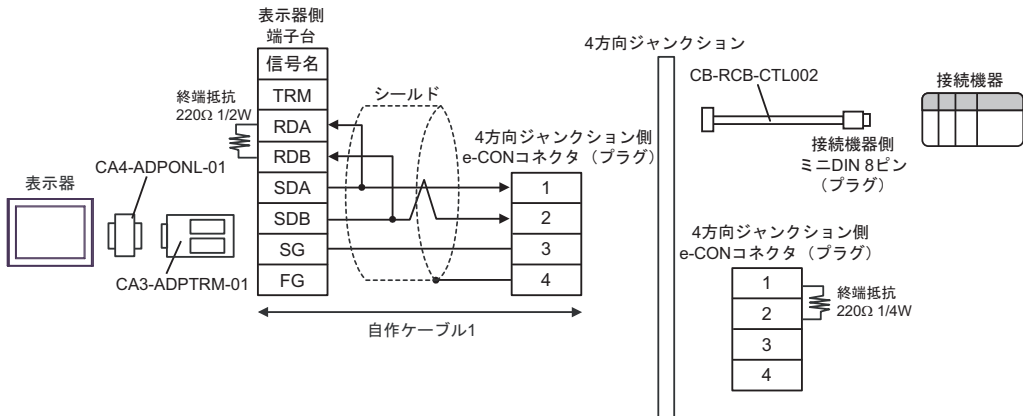 表示器側
端子台
信号名
TRM
RDA
RDB
SDA
SDB
SG
FG
終端抵抗
220Ω 1/2W
シールド
4方向ジャンクション側
e-CONコネクタ（プラグ）
1
2
3
4
表示器
CA4-ADPONL-01
CA3-ADPTRM-01
自作ケーブル1
4方向ジャンクション
CB-RCB-CTL002
接続機器
接続機器側
ミニDIN 8ピン
（プラグ）
4方向ジャンクション側
e-CONコネクタ（プラグ）
1
2
3
4
終端抵抗
220Ω 1/4W